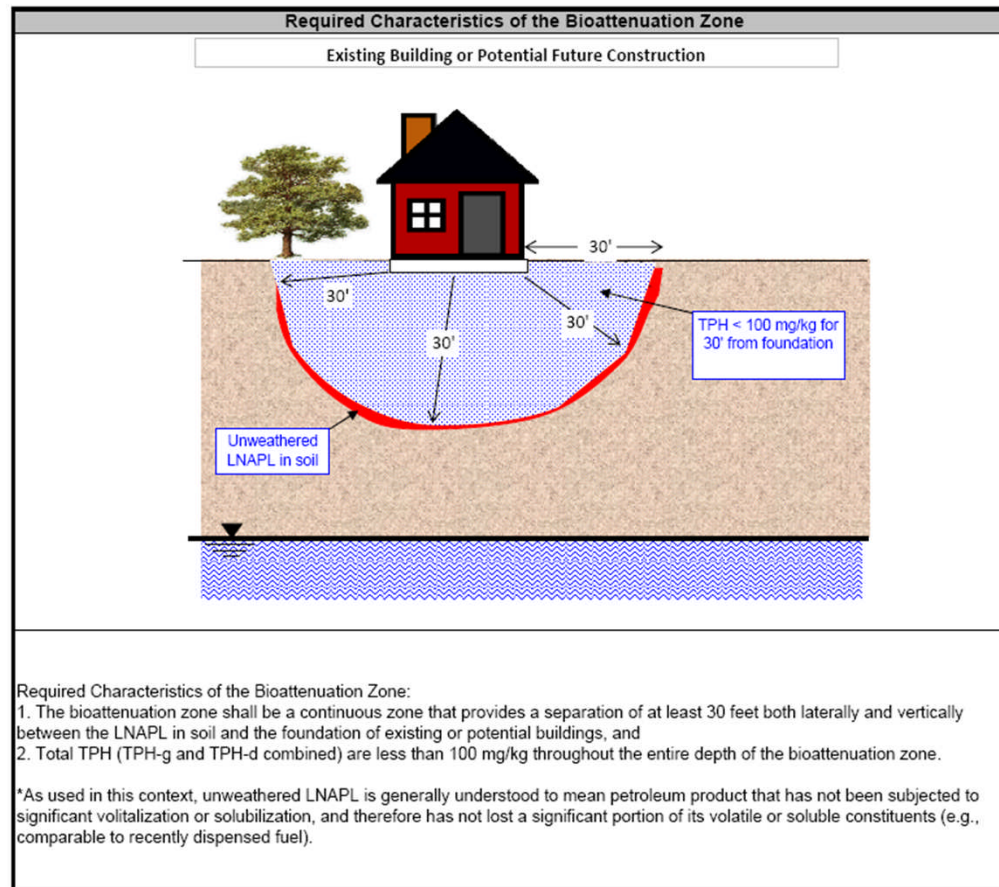 Required Characteristics of the Bioattenuation Zone
Existing Building or Potential Future Construction
30'
30'
30'
30'
TPH < 100 mg/kg for
30' from foundation
Unweathered
LNAPL in soil
Required Characteristics of the Bioattenuation Zone:
1. The bioattenuation zone shall be a continuous zone that provides a separation of at least 30 feet both laterally and vertically
between the LNAPL in soil and the foundation of existing or potential buildings, and
2. Total TPH (TPH-g and TPH-d combined) are less than 100 mg/kg throughout the entire depth of the bioattenuation zone.
*As used in this context, unweathered LNAPL is generally understood to mean petroleum product that has not been subjected to
significant volitalization or solubilization, and therefore has not lost a significant portion of its volatile or soluble constituents (e.g.,
comparable to recently dispensed fuel).